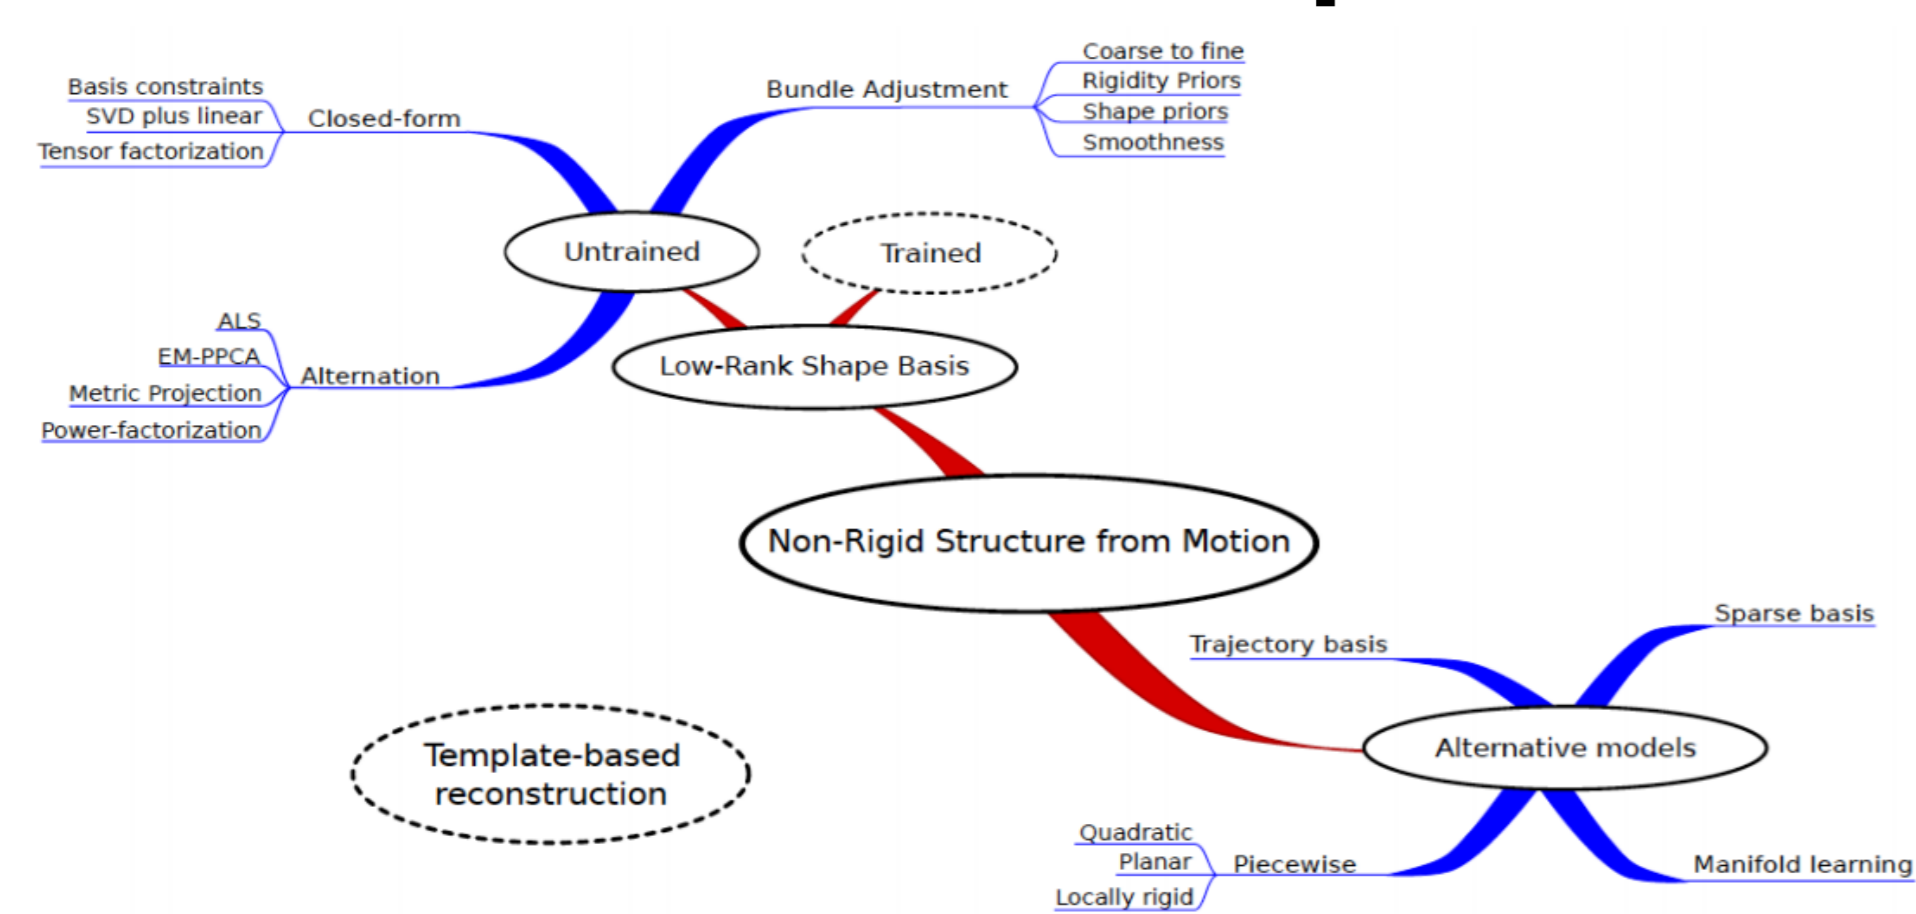 Coarse to fine
Rigidity Priors
Shape priors
Smoothness
Bundle Adjustment
Basis constraints
SVD plus linear
Tensor factorization
Closed-form
Untrained
Trained
ALS
EM-PPCA
Metric Projection
Power-factorization
Alternation
Low-Rank Shape Basis
Non-Rigid Structure from Motion
Sparse basis
Trajectory basis
Alternative models
Template-based
reconstruction
Quadratic
Planar
Locally rigid
Piecewise
Manifold learning